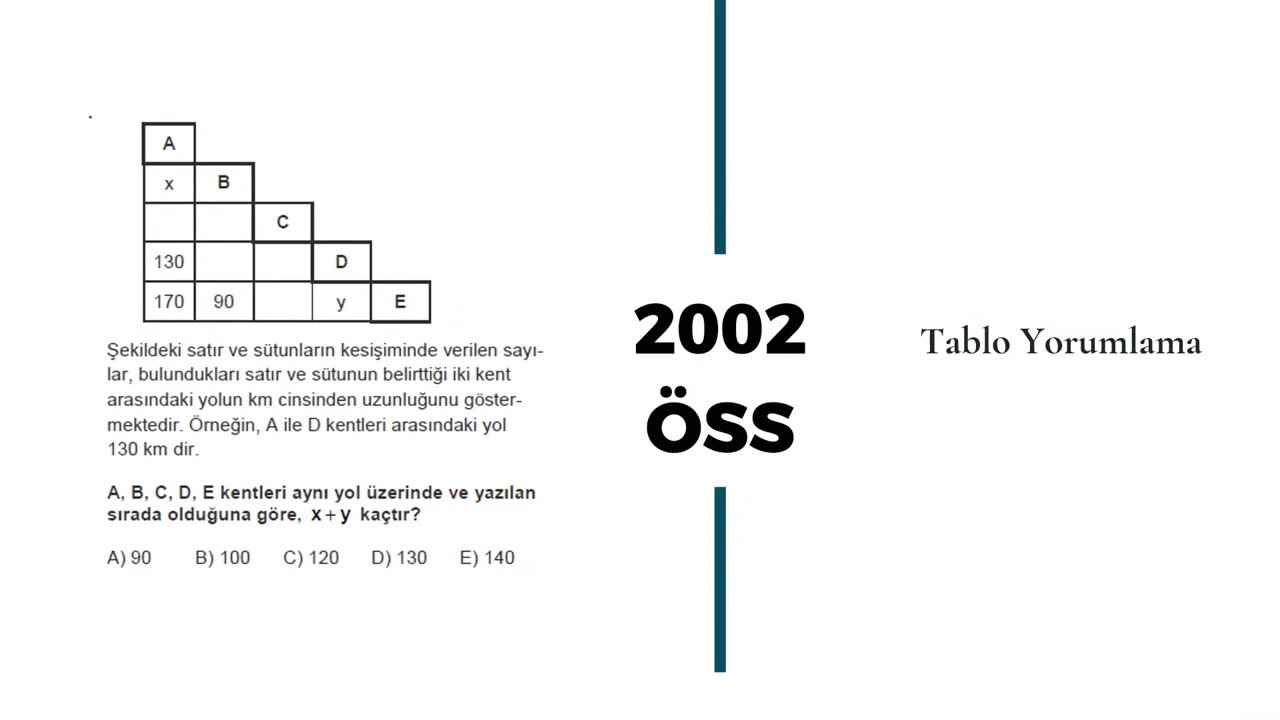 A
x B
C
130 D
170 90 y E
Şekildeki satır ve sütunların kesişiminde verilen sayı-
lar, bulundukları satır ve sütunun belirttiği iki kent
arasındaki yolun km cinsinden uzunluğunu göster-
mektedir. Örneğin, A ile D kentleri arasındaki yol
130 km dir.
A, B, C, D, E kentleri aynı yol üzerinde ve yazılan
sırada olduğuna göre, x + y kaçtır?
A) 90 B) 100 C) 120 D) 130 E) 140
2002
ÖSS
Tablo Yorumlama